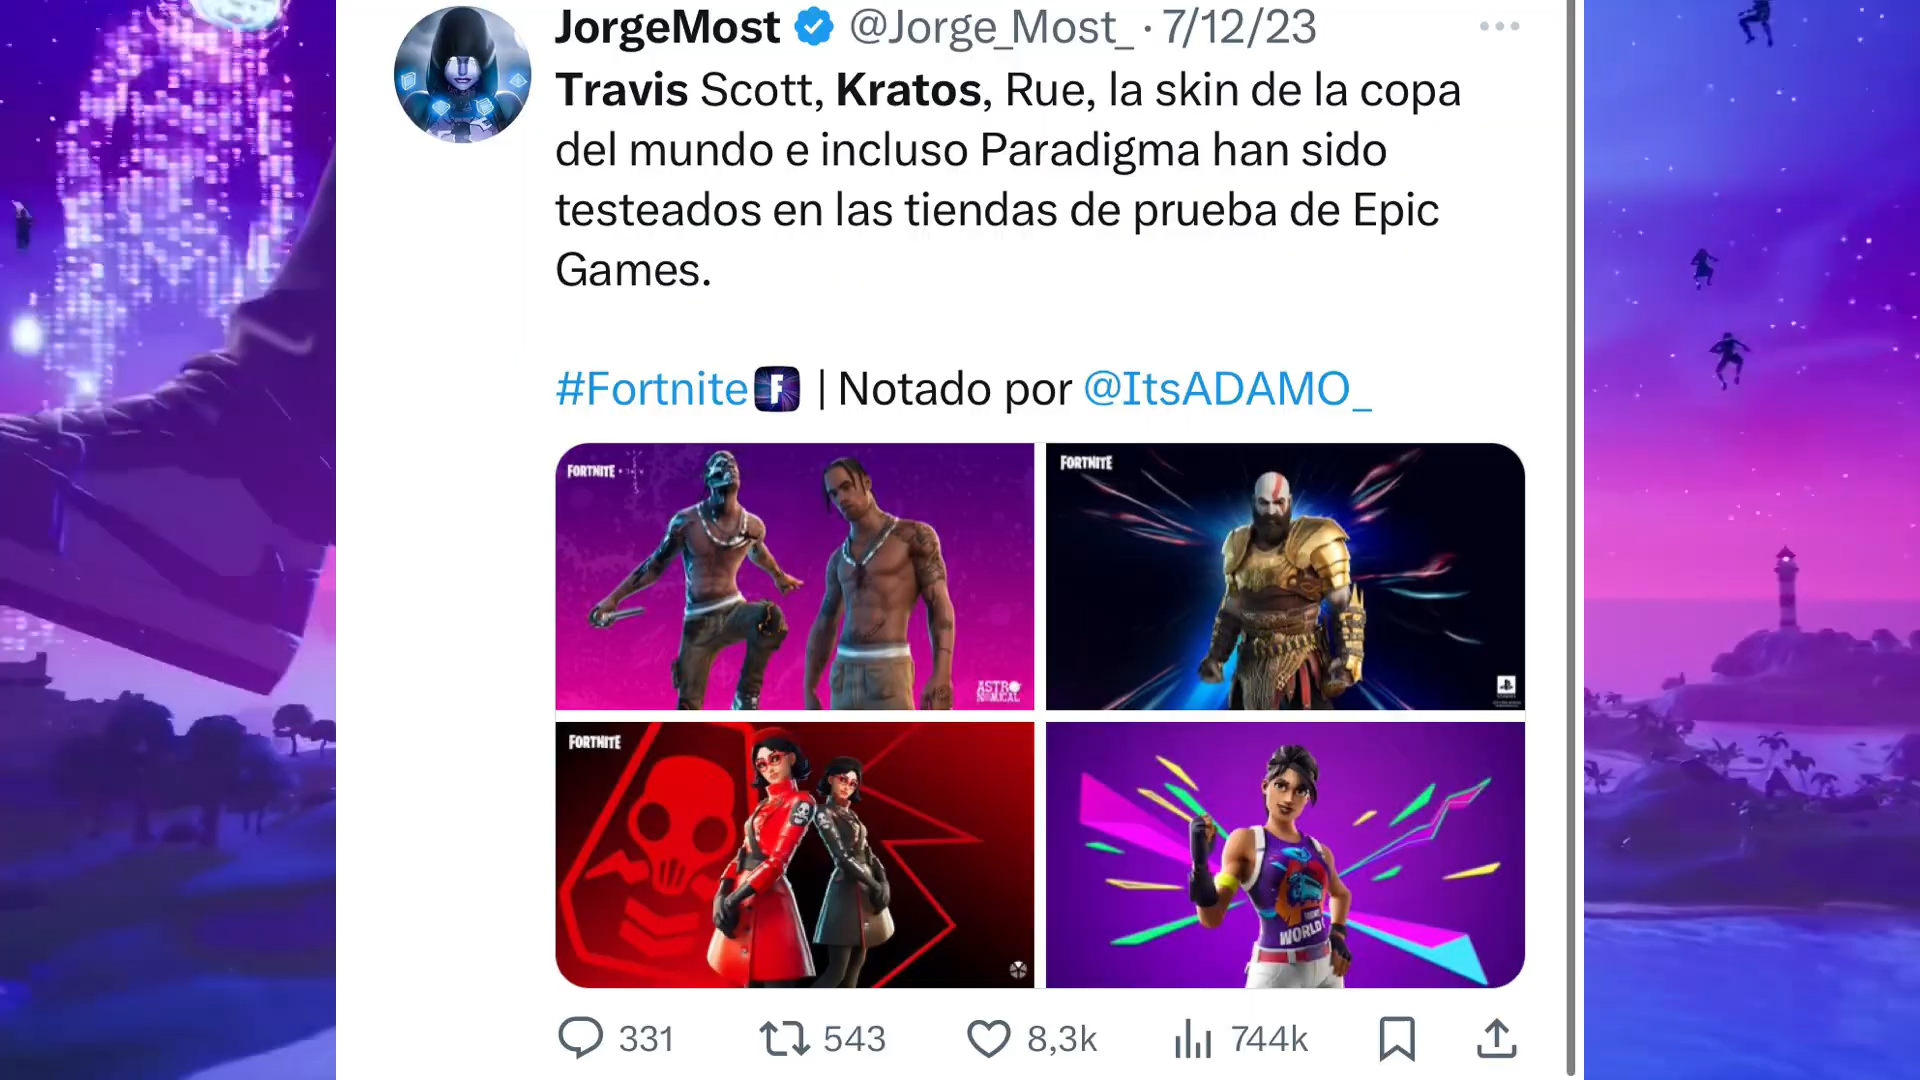 JorgeMost @Jorge_Most_ · 7/12/23
Travis Scott, Kratos, Rue, la skin de la copa
del mundo e incluso Paradigma han sido
testeados en las tiendas de prueba de Epic
Games.
#Fortnite F | Notado por @ItsADAMO_
FORTNITE
ASTRO
NOMICAL
FORTNITE
FORTNITE
WORLD
331 543 8,3k 744k